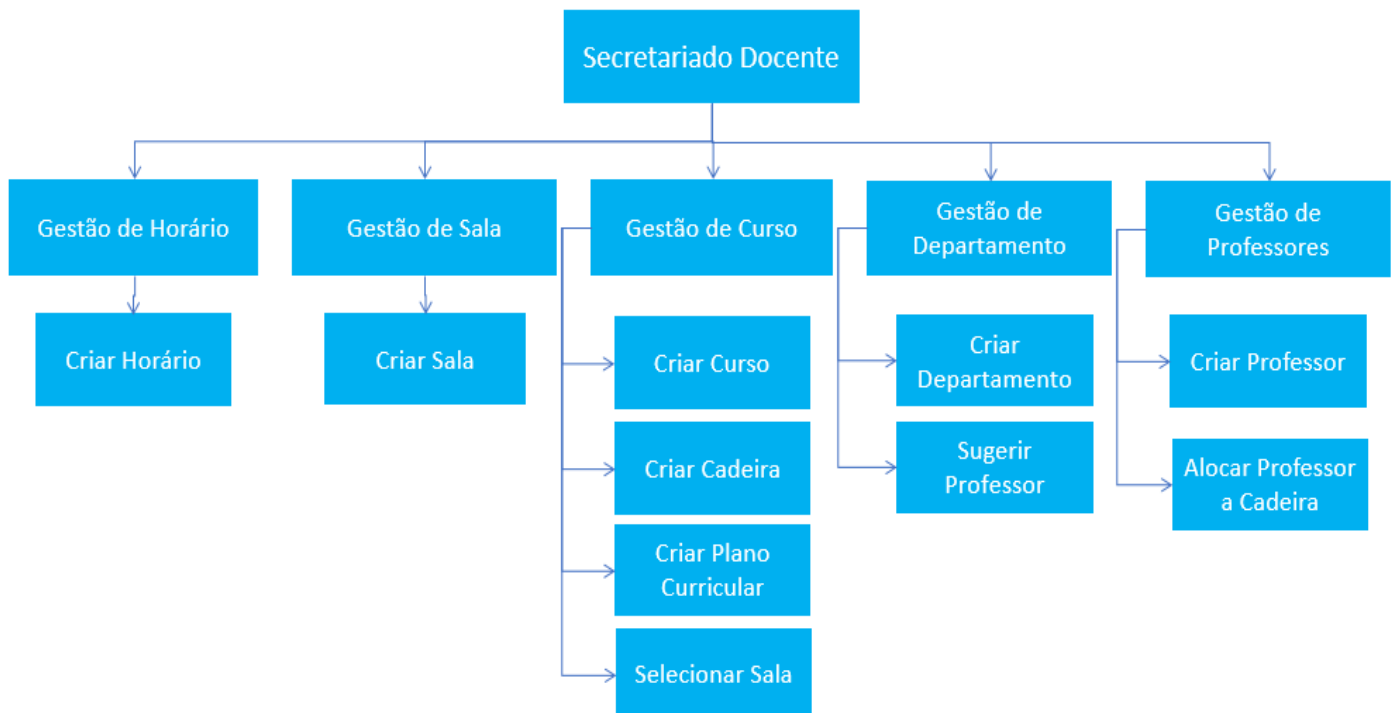 Secretariado Docente
Gestão de Horário
Gestão de Sala
Gestão de Curso
Gestão de
Departamento
Gestão de
Professores
Criar Horário
Criar Sala
Criar Curso
Criar Cadeira
Criar Plano
Curricular
Selecionar Sala
Criar
Departamento
Sugerir
Professor
Criar Professor
Alocar Professor
a Cadeira